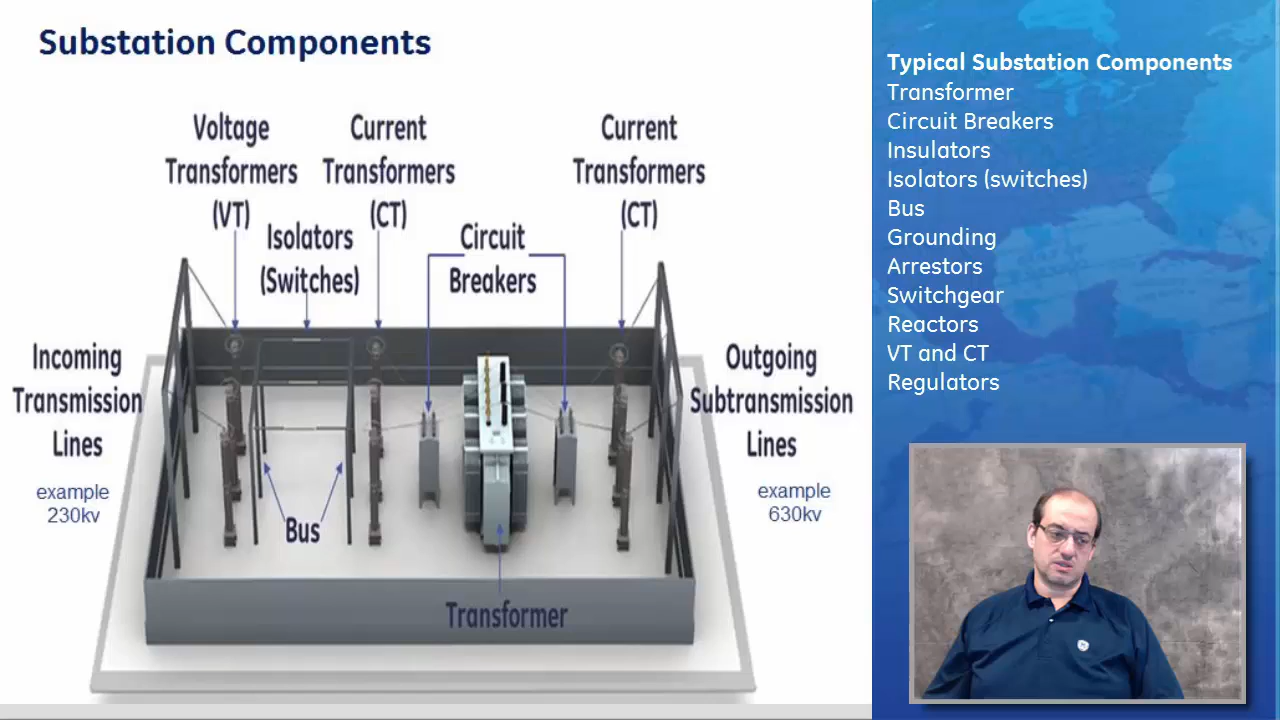 Substation Components
Voltage
Transformers
(VT)
Current
Transformers
(CT)
Current
Transformers
(CT)
Isolators
(Switches)
Circuit
Breakers
Incoming
Transmission
Lines
example
230kv
Outgoing
Subtransmission
Lines
example
630kv
Bus
Transformer
Typical Substation Components
Transformer
Circuit Breakers
Insulators
Isolators (switches)
Bus
Grounding
Arrestors
Switchgear
Reactors
VT and CT
Regulators